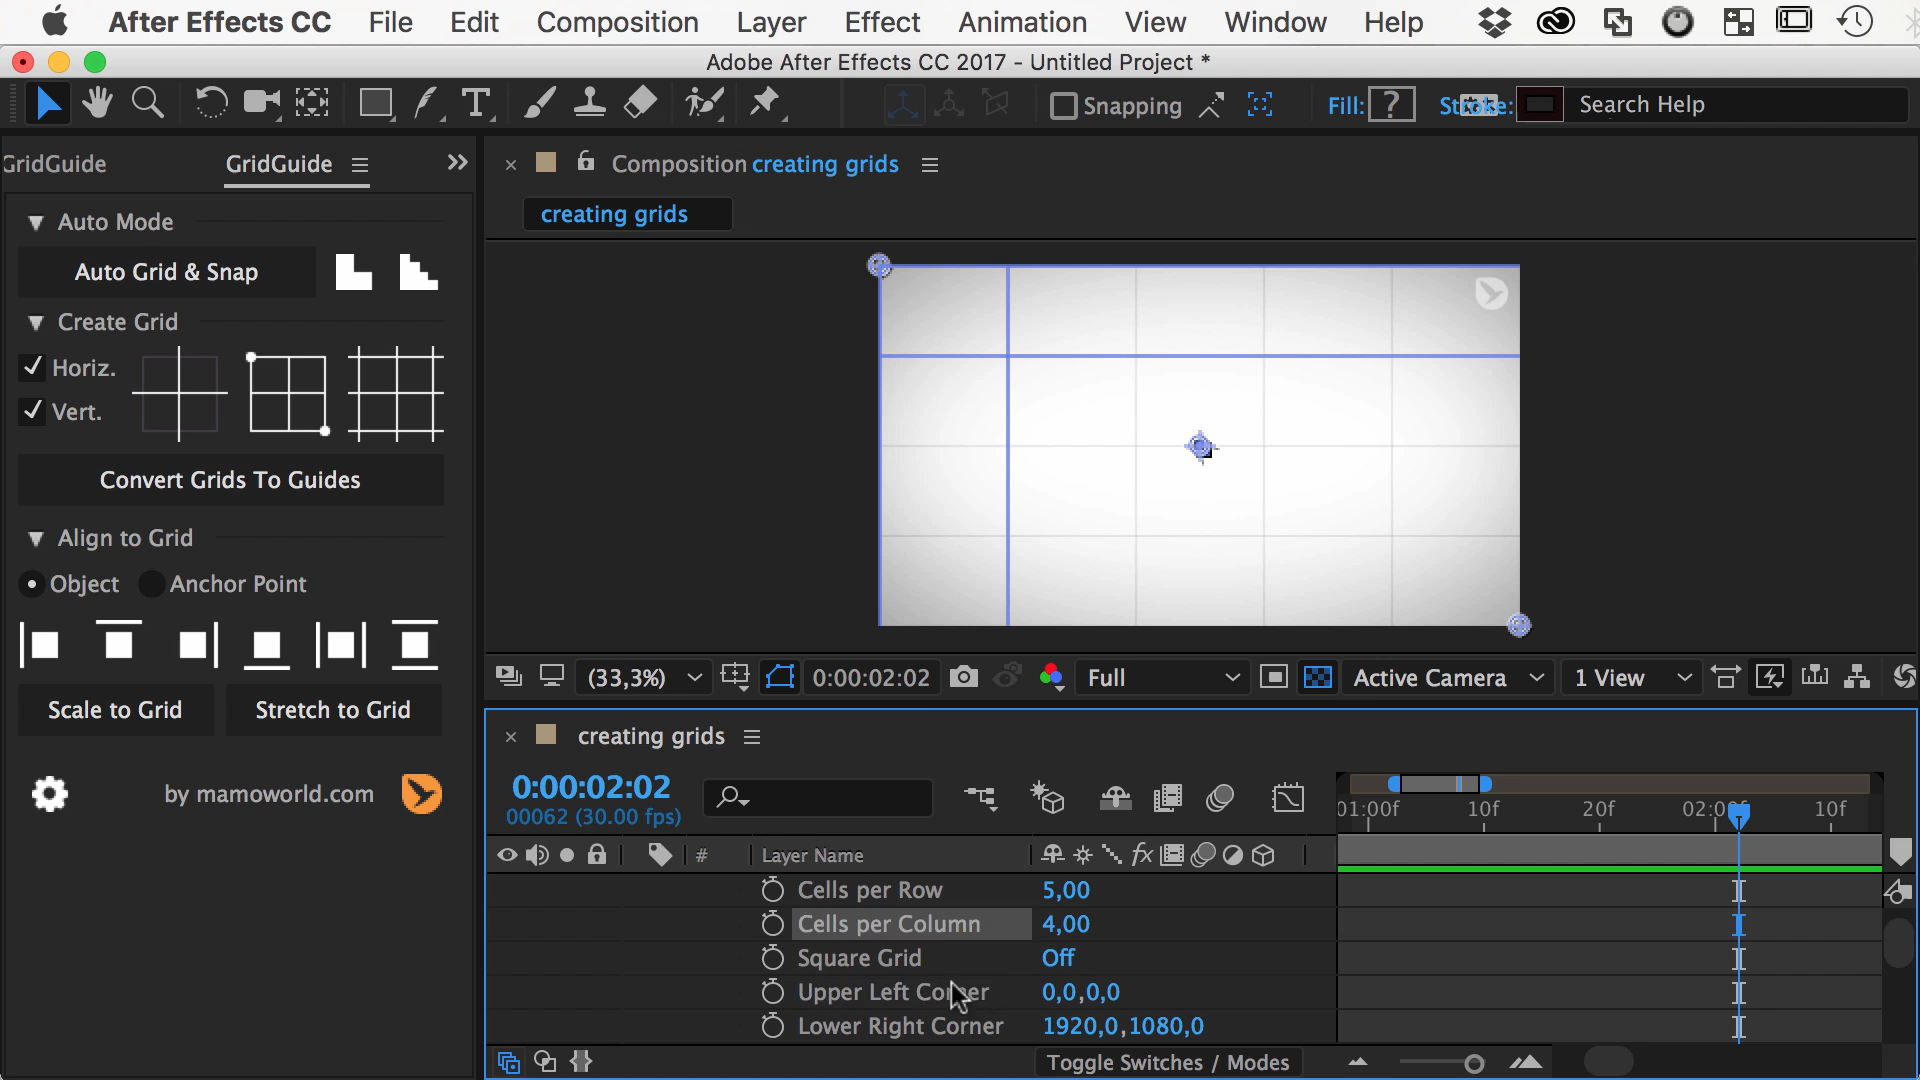 After Effects CC File Edit Composition Layer Effect Animation View Window Help
Adobe After Effects CC 2017 - Untitled Project *
Snapping Fill: ? Stroke: Search Help
GridGuide GridGuide Composition creating grids
creating grids
Auto Mode
Auto Grid & Snap
Create Grid
Horiz.
Vert.
Convert Grids To Guides
Align to Grid
Object Anchor Point
Scale to Grid Stretch to Grid
by mamoworld.com
(33,3%) 0:00:02:02 Full Active Camera 1 View
creating grids
0:00:02:02
00062 (30.00 fps)
01:00f 10f 20f 02:00f 10f
# Layer Name fx
Cells per Row 5,00
Cells per Column 4,00
Square Grid Off
Upper Left Corner 0,0,0,0
Lower Right Corner 1920,0,1080,0
Toggle Switches / Modes